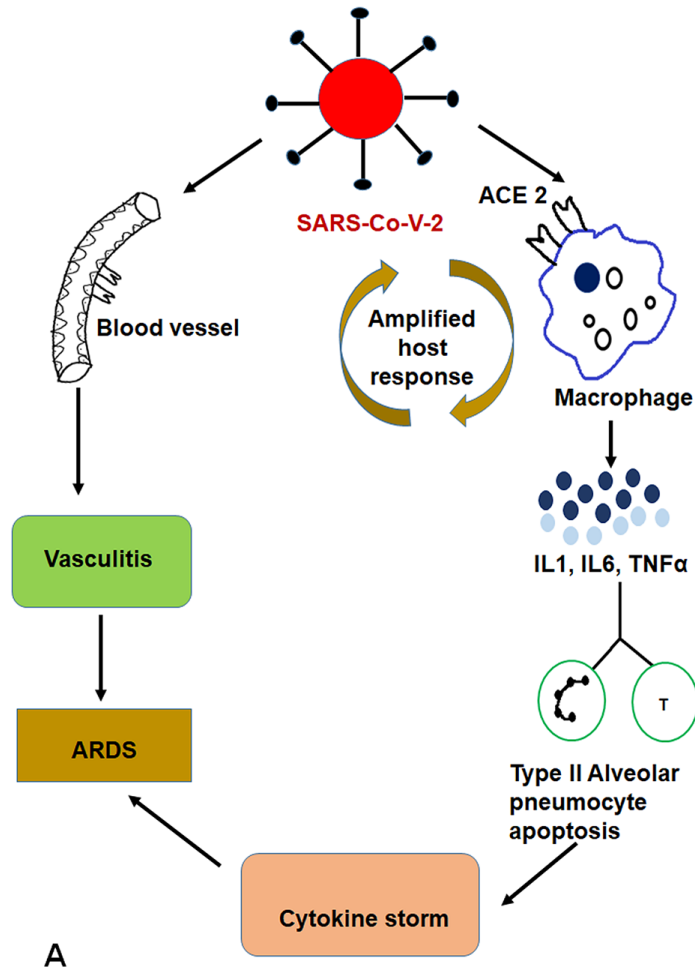 SARS-Co-V-2
ACE 2
Blood vessel
Amplified
host
response
Macrophage
IL1, IL6, TNFα
Vasculitis
T
ARDS
Type II Alveolar
pneumocyte
apoptosis
Cytokine storm
A